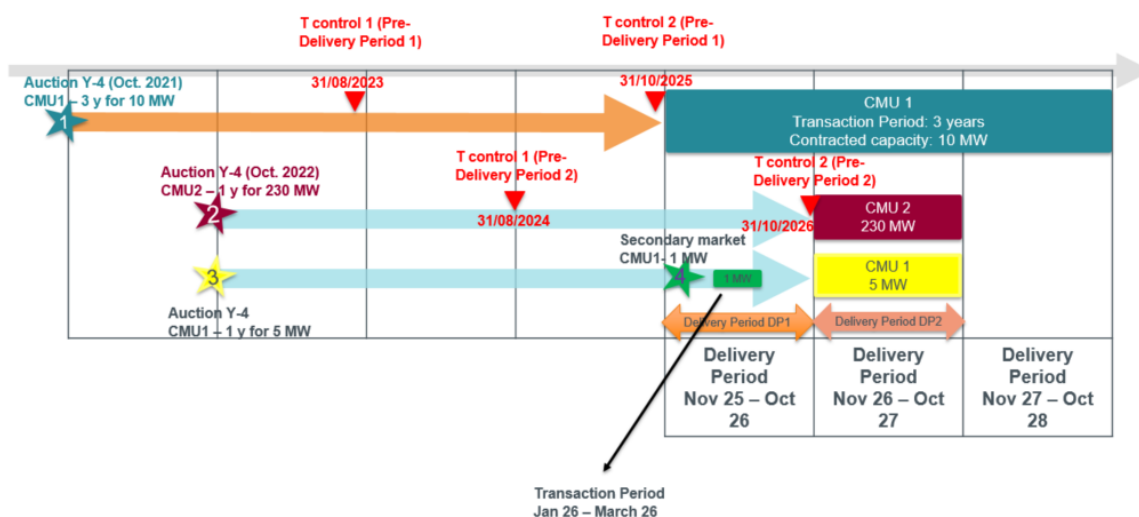 T control 1 (Pre-
Delivery Period 1)
T control 2 (Pre-
Delivery Period 1)
Auction Y-4 (Oct. 2021)
CMU1 – 3 y for 10 MW
31/08/2023
31/10/2025
1
CMU 1
Transaction Period: 3 years
Contracted capacity: 10 MW
T control 1 (Pre-
Delivery Period 2)
T control 2 (Pre-
Delivery Period 2)
Auction Y-4 (Oct. 2022)
CMU2 – 1 y for 230 MW
2
31/08/2024
31/10/2026
CMU 2
230 MW
Secondary market
CMU1- 1 MW
3
4
1 MW
CMU 1
5 MW
Auction Y-4
CMU1 – 1 y for 5 MW
Delivery Period DP1
Delivery Period DP2
Delivery
Period
Nov 25 – Oct
26
Delivery
Period
Nov 26 – Oct
27
Delivery
Period
Nov 27 – Oct
28
Transaction Period
Jan 26 – March 26